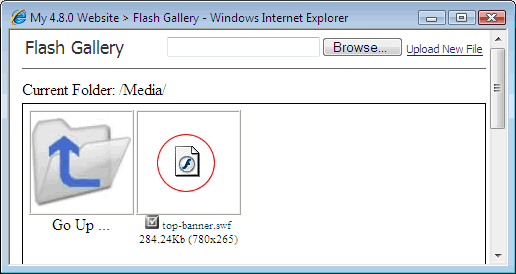 My 4.8.0 Website > Flash Gallery - Windows Internet Explorer
Flash Gallery Browse... Upload New File
Current Folder: /Media/
Go Up ... top-banner.swf
284.24Kb (780x265)